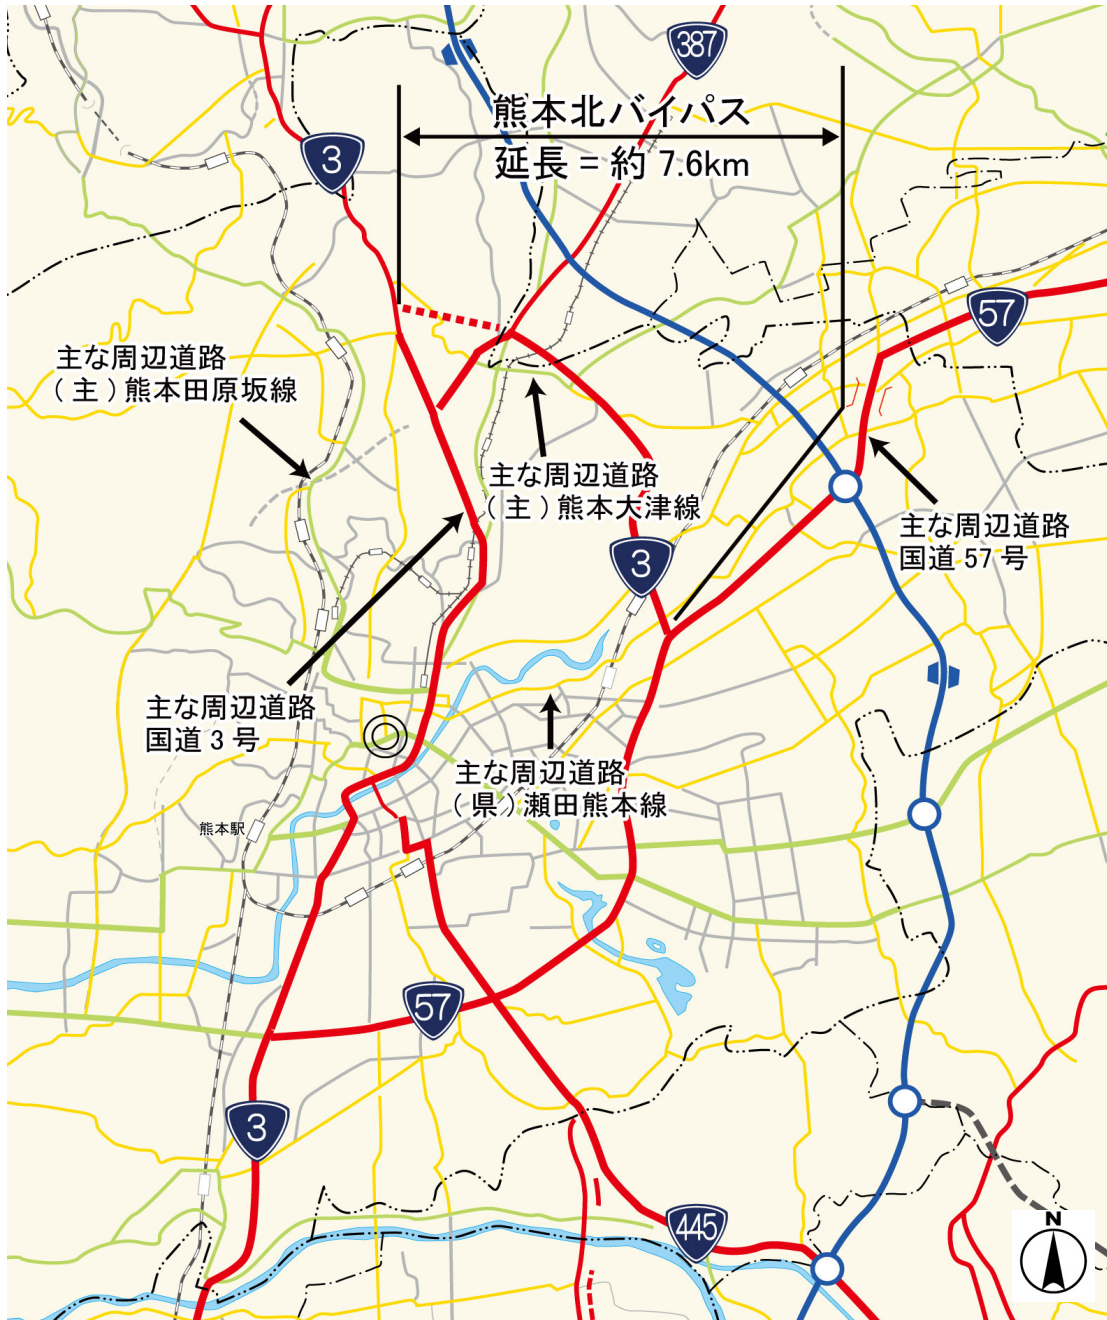 387
熊本北バイパス
延長 = 約 7.6km
3
57
主な周辺道路
(主) 熊本田原坂線
主な周辺道路
(主) 熊本大津線
主な周辺道路
国道 57 号
3
主な周辺道路
国道 3 号
主な周辺道路
(県) 瀬田熊本線
熊本駅
57
3
445
N